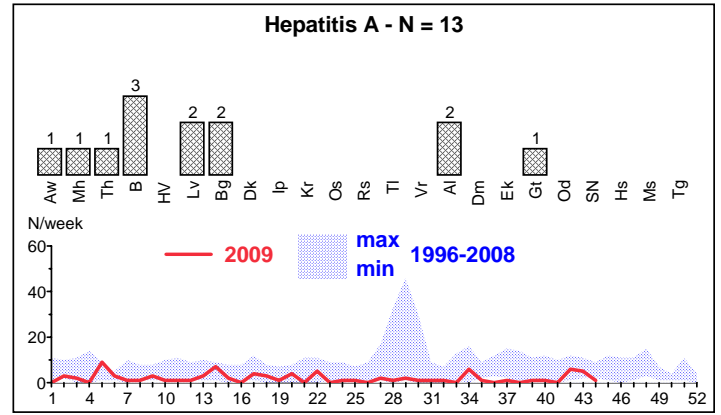 Hepatitis A - N = 13
1 1 1 3 2 2 2 1
Aw Mh Th B HV Lv Bg Dk Ip Kr Os Rs Tl Vr Al Dm Ek Gt Od SN Hs Ms Tg
N/week
60
2009 max
min 1996-2008
40
20
0
1 4 7 10 13 16 19 22 25 28 31 34 37 40 43 46 49 52